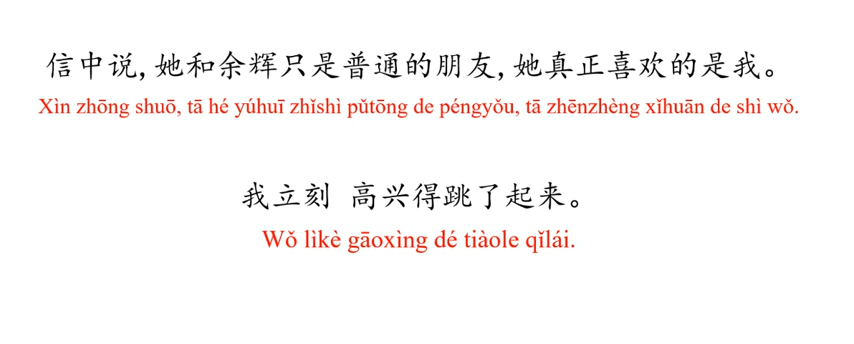 信中说,她和余辉只是普通的朋友,她真正喜欢的是我。
Xìn zhōng shuō, tā hé yúhuī zhǐshì pǔtōng de péngyǒu, tā zhēnzhèng xǐhuān de shì wǒ.
我立刻 高兴得跳了起来。
Wǒ lìkè gāoxìng dé tiàole qǐlái.